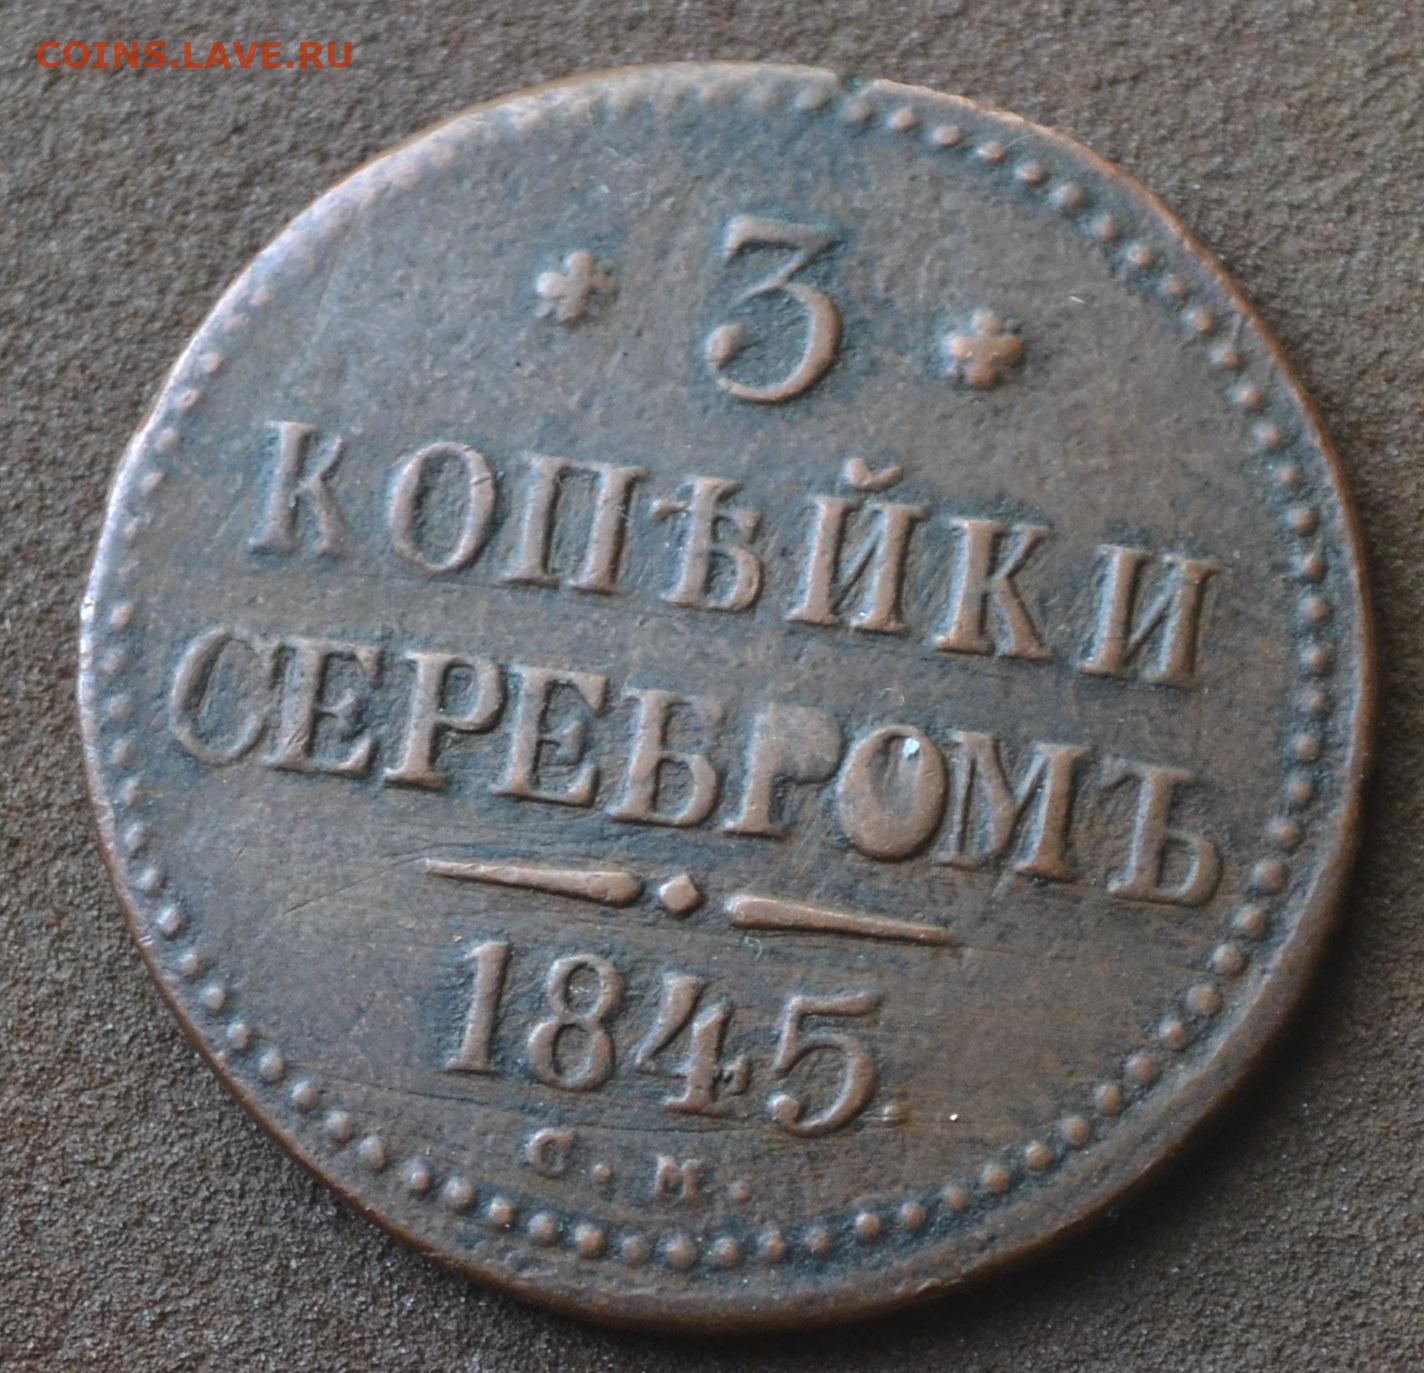 COINS.LAVE.RU
3
КОПѢЙКИ
СЕРЕБРОМЪ
1845.
С. М.